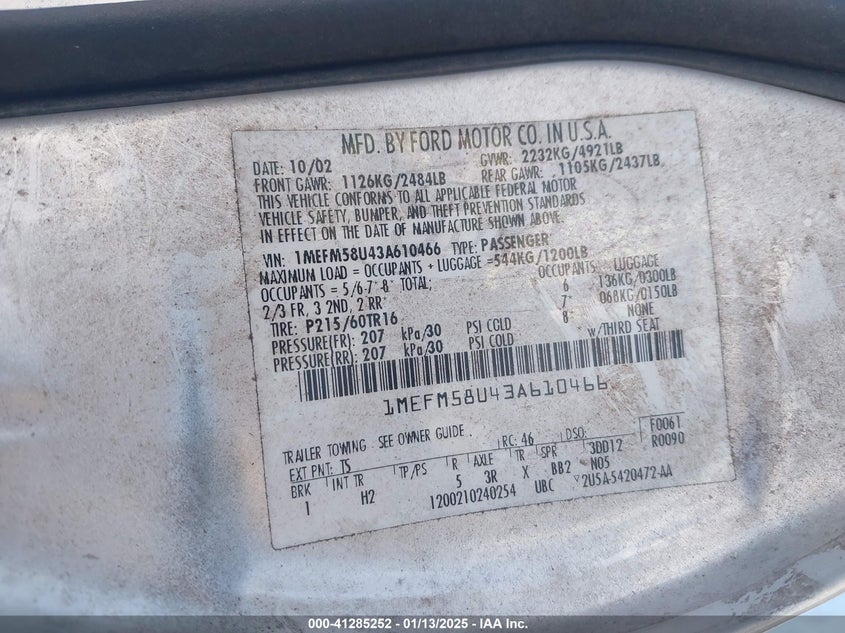 MFD. BY FORD MOTOR CO. IN U.S.A.
DATE: 10/02 GVWR: 2232KG/4921LB
FRONT GAWR: 1126KG/2484LB REAR GAWR: 1105KG/2437LB
THIS VEHICLE CONFORMS TO ALL APPLICABLE FEDERAL MOTOR
VEHICLE SAFETY, BUMPER, AND THEFT PREVENTION STANDARDS
IN EFFECT ON THE DATE OF MANUFACTURE SHOWN ABOVE.
VIN: 1MEFM58U43A610466 TYPE: PASSENGER
MAXIMUM LOAD = OCCUPANTS + LUGGAGE = 544KG/1200LB
OCCUPANTS = 5/6·7*·8* TOTAL; OCCUPANTS LUGGAGE
2/3 FR, 3 2ND, 2 RR* 6 136KG/0300LB
7* 068KG/0150LB
8* NONE
TIRE: P215/60TR16 w/THIRD SEAT
PRESSURE(FR): 207 kPa/30 PSI COLD
PRESSURE(RR): 207 kPa/30 PSI COLD
1MEFM58U43A610466
TRAILER TOWING - SEE OWNER GUIDE - F0061
EXT PNT: TS RC: 46 DSO: R0090
BRK INT TR TP/PS R AXLE TR SPR 3DD12
1 H2 5 3R X BB2 N05
1200210240254 UBC 2U5A-5420472-AA
000-41285252 - 01/13/2025 - IAA Inc.